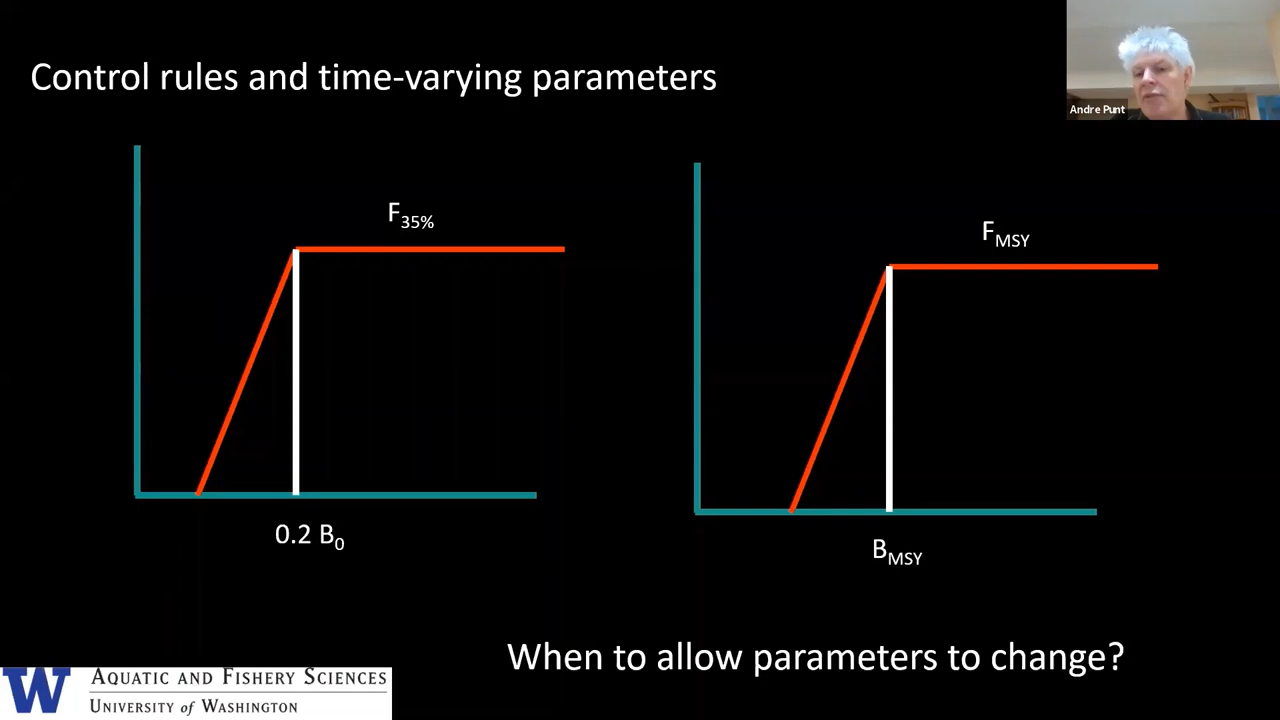 Control rules and time-varying parameters
Andre Punt
F35%
FMSY
0.2 B0
BMSY
When to allow parameters to change?
W
AQUATIC AND FISHERY SCIENCES
UNIVERSITY of WASHINGTON